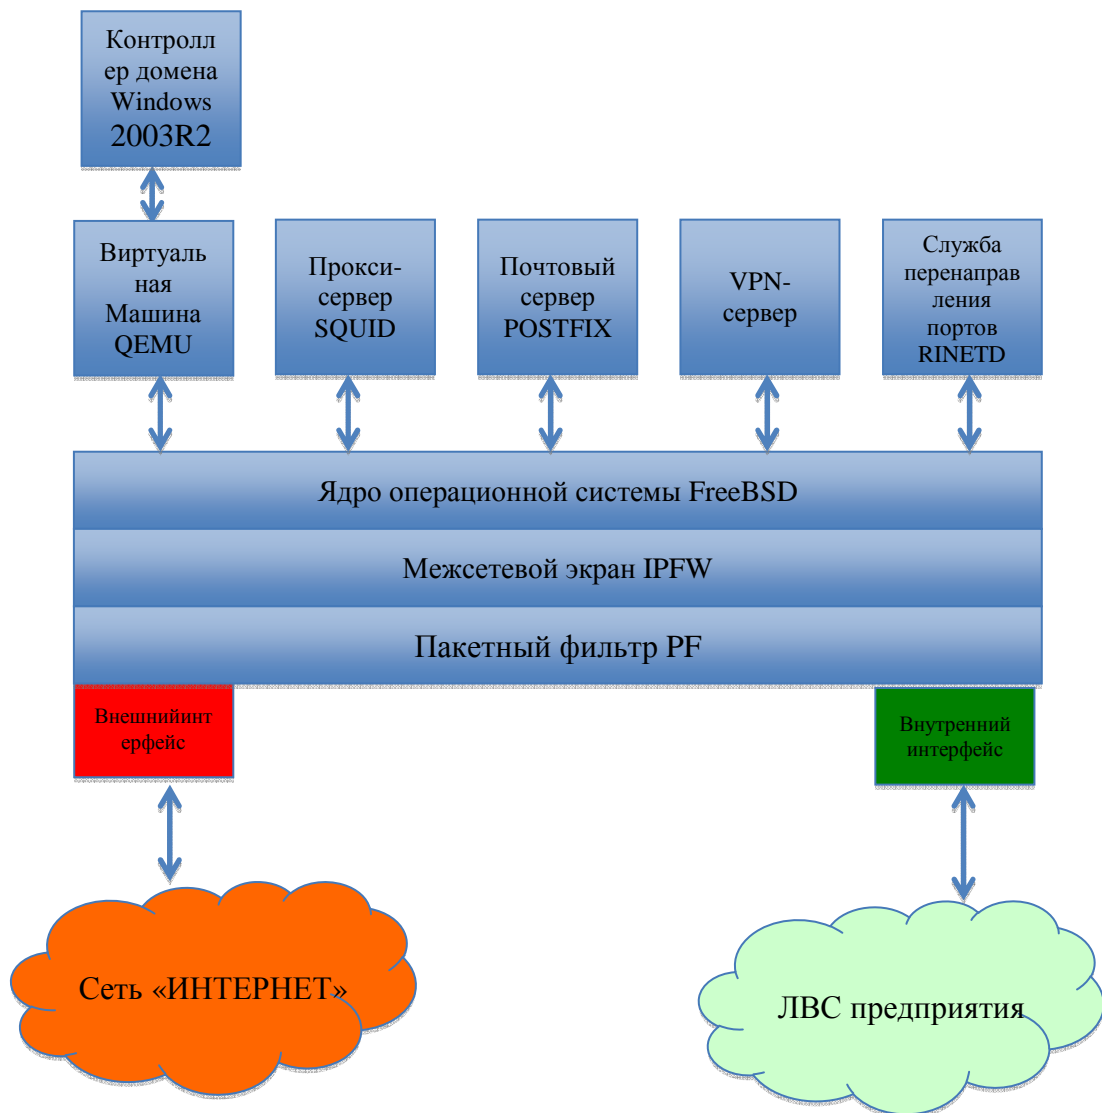 Контролл
ер домена
Windows
2003R2
Виртуаль
ная
Машина
QEMU
Прокси-
сервер
SQUID
Почтовый
сервер
POSTFIX
VPN-
сервер
Служба
перенаправ
ления
портов
RINETD
Ядро операционной системы FreeBSD
Межсетевой экран IPFW
Пакетный фильтр PF
Внешнийинт
ерфейс
Внутренний
интерфейс
Сеть «ИНТЕРНЕТ»
ЛВС предприятия